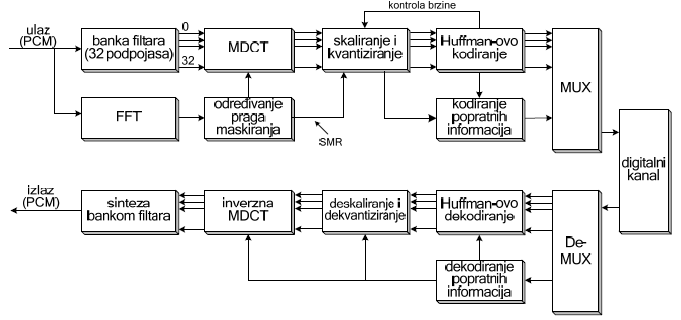 kontrola brzine
ulaz
(PCM)
banka filtara
(32 podpojasa)
i0
32
MDCT
skaliranje i
kvantiziranje
Huffman-ovo
kodiranje
MUX
FFT
određivanje
praga
maskiranja
SMR
kodiranje
popratnih
informacija
digitalni
kanal
izlaz
(PCM)
sinteza
bankom filtara
inverzna
MDCT
deskaliranje i
dekvantiziranje
Huffman-ovo
dekodiranje
De-
MUX
dekodiranje
popratnih
informacija